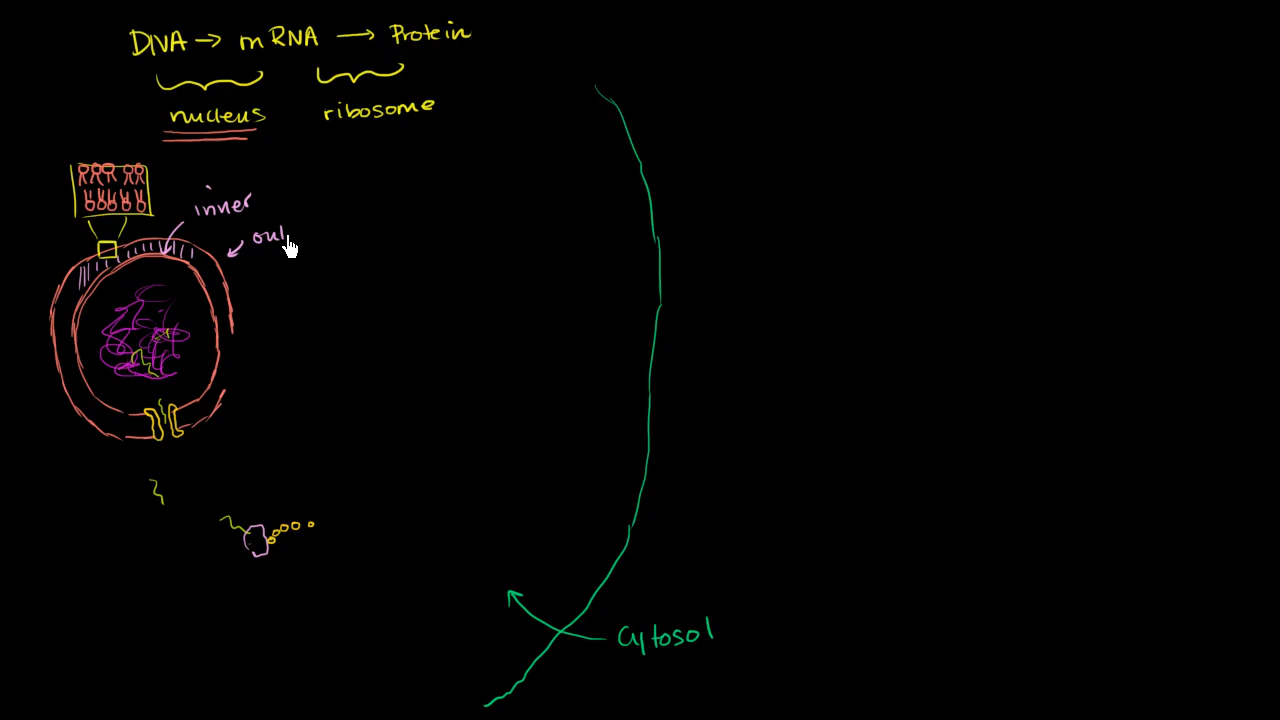 DNA → mRNA → Protein
nucleus ribosome
inner
out
Cytosol